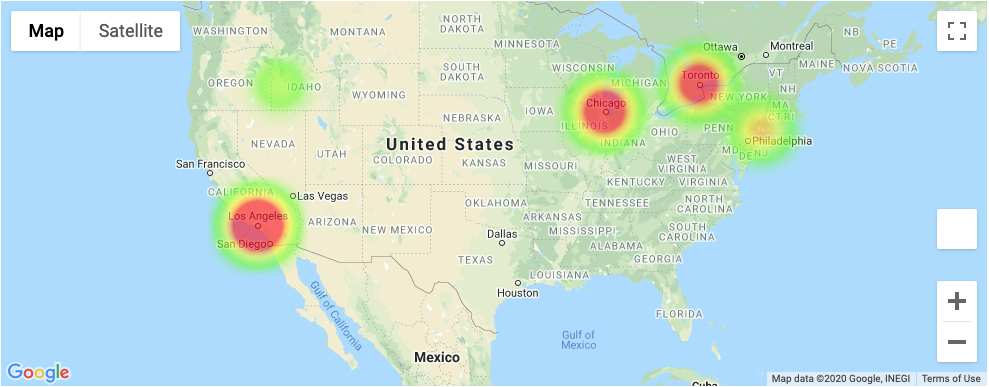 Map
Satellite
WASHINGTON
MONTANA
NORTH
DAKOTA
MINNESOTA
Ottawa
Montreal
NB
PE
MAINE
NOVA SCOTIA
OREGON
IDAHO
WYOMING
SOUTH
DAKOTA
WISCONSIN
MICHIGAN
Toronto
VT
NH
NEW YORK
MA
CT
RI
NEBRASKA
IOWA
Chicago
ILLINOIS
INDIANA
OHIO
PENN
Philadelphia
MD
DE
NJ
NEVADA
UTAH
COLORADO
United States
KANSAS
MISSOURI
WEST
VIRGINIA
KENTUCKY
VIRGINIA
San Francisco
CALIFORNIA
Las Vegas
Los Angeles
San Diego
ARIZONA
NEW MEXICO
OKLAHOMA
ARKANSAS
TENNESSEE
NORTH
CAROLINA
MISSISSIPPI
SOUTH
CAROLINA
Dallas
TEXAS
ALABAMA
GEORGIA
LOUISIANA
Houston
FLORIDA
Gulf of California
Gulf of
Mexico
Mexico
Cuba
Google
Map data ©2020 Google, INEGI
Terms of Use